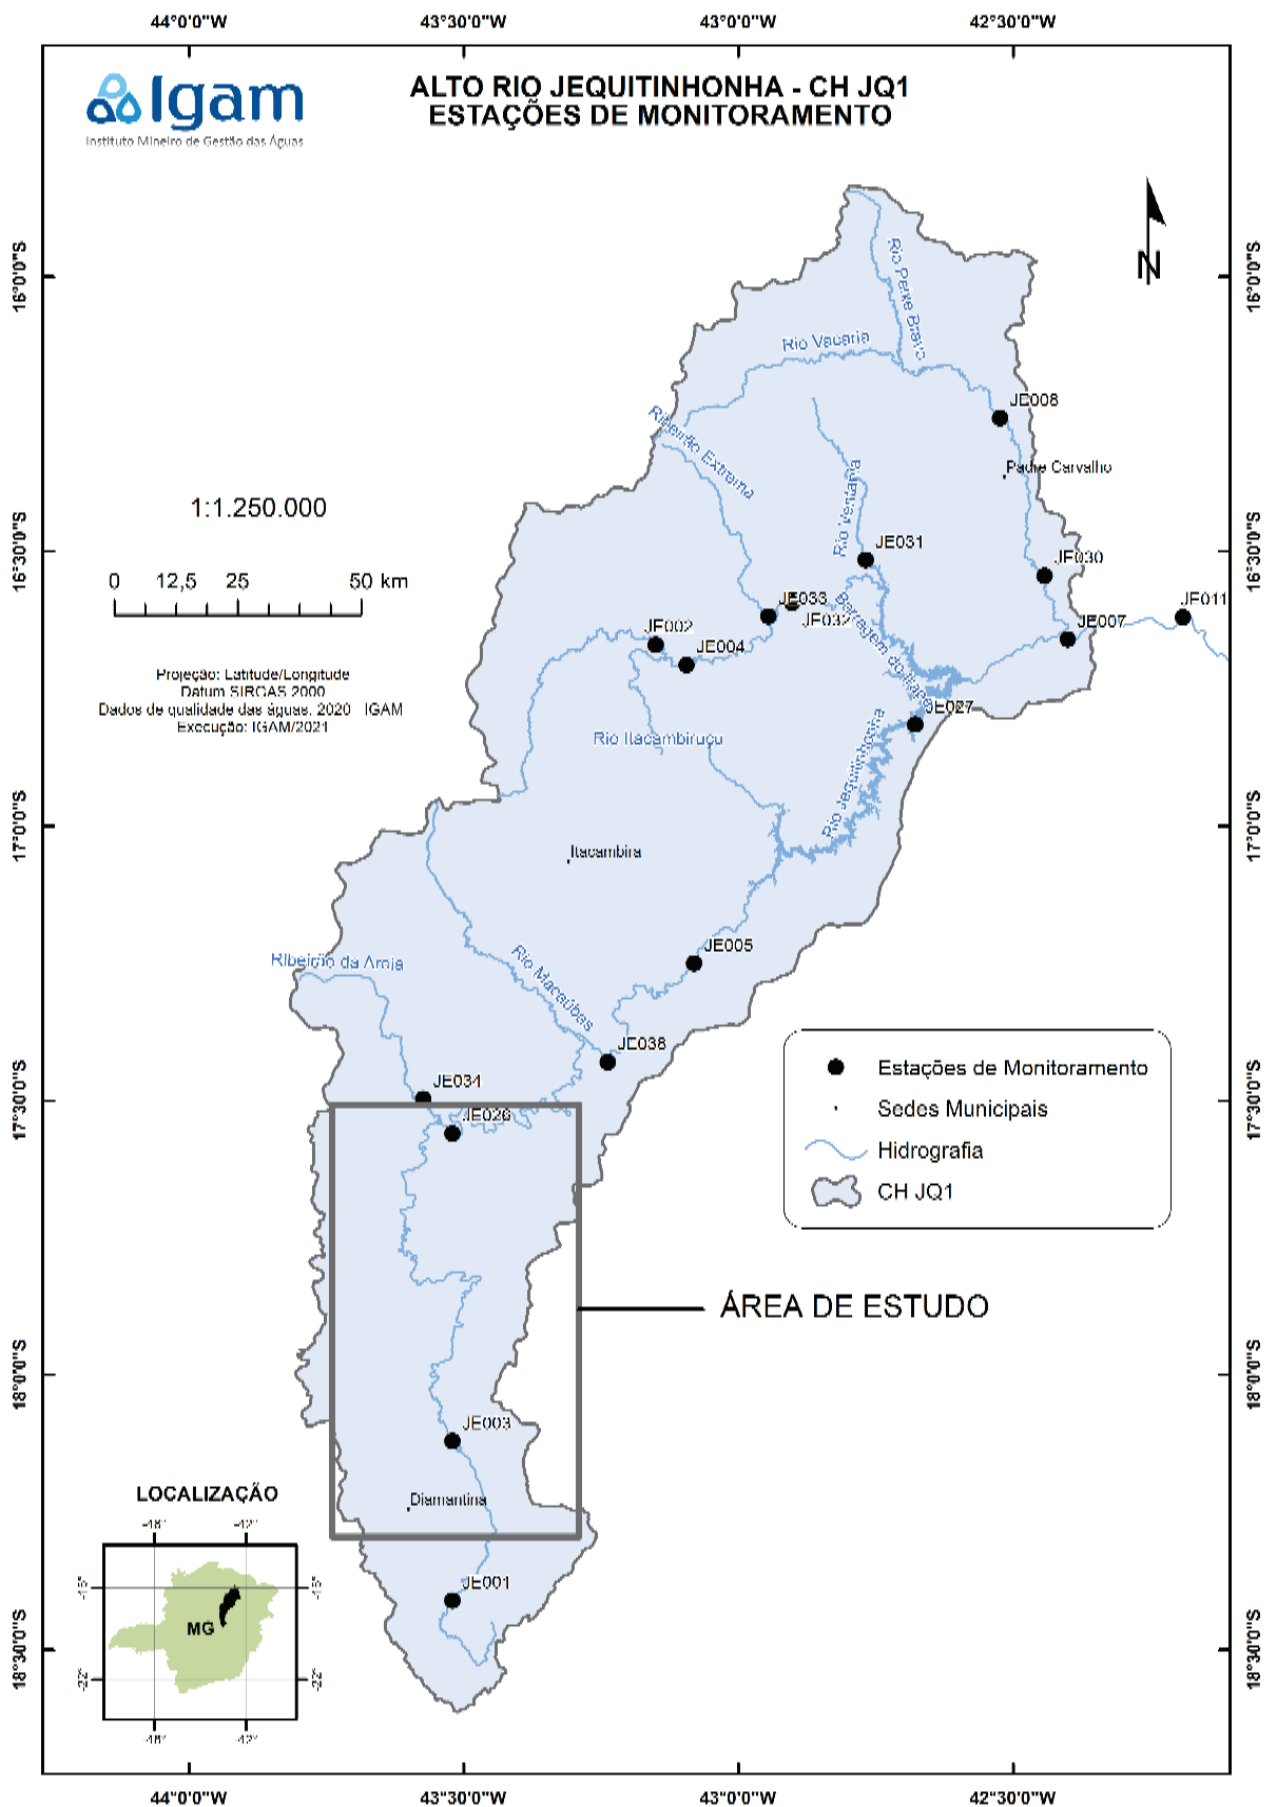 44°0'0"W 43°30'0"W 43°0'0"W 42°30'0"W
Igam
Instituto Mineiro de Gestão das Águas
ALTO RIO JEQUITINHONHA - CH JQ1
ESTAÇÕES DE MONITORAMENTO
N
16°0'0"S
16°0'0"S
Rio Peixe Bravo
Rio Vacaria
JE008
Ribeirão Extrema
Padre Carvalho
Rio Ventania
1:1.250.000
16°30'0"S
16°30'0"S
JE031
JE030
0 12,5 25 50 km
JE033
JE032
JE011
JE007
JE002
JE004
Barragem do Irapé
Projeção: Latitude/Longitude
Datum SIRGAS 2000
Dados de qualidade das águas: 2020 IGAM
Execução: IGAM/2021
JE027
Rio Itacambiruçu
Rio Jequitinhonha
17°0'0"S
17°0'0"S
Itacambira
JE005
Ribeirão da Areia
Rio Macaúbas
JE038
JE034
17°30'0"S
17°30'0"S
JE026
Estações de Monitoramento
Sedes Municipais
Hidrografia
CH JQ1
ÁREA DE ESTUDO
18°0'0"S
18°0'0"S
JE003
Diamantina
LOCALIZAÇÃO
-48° -42°
-15° -15°
MG
-22° -22°
-48° -42°
JE001
18°30'0"S
18°30'0"S
44°0'0"W 43°30'0"W 43°0'0"W 42°30'0"W